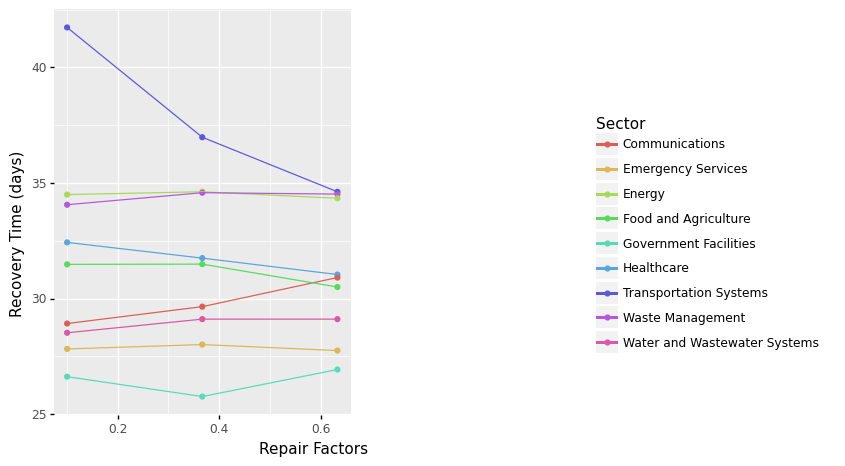 40
35
30
25
Recovery Time (days)
0.2 0.4 0.6
Repair Factors
Sector
Communications
Emergency Services
Energy
Food and Agriculture
Government Facilities
Healthcare
Transportation Systems
Waste Management
Water and Wastewater Systems